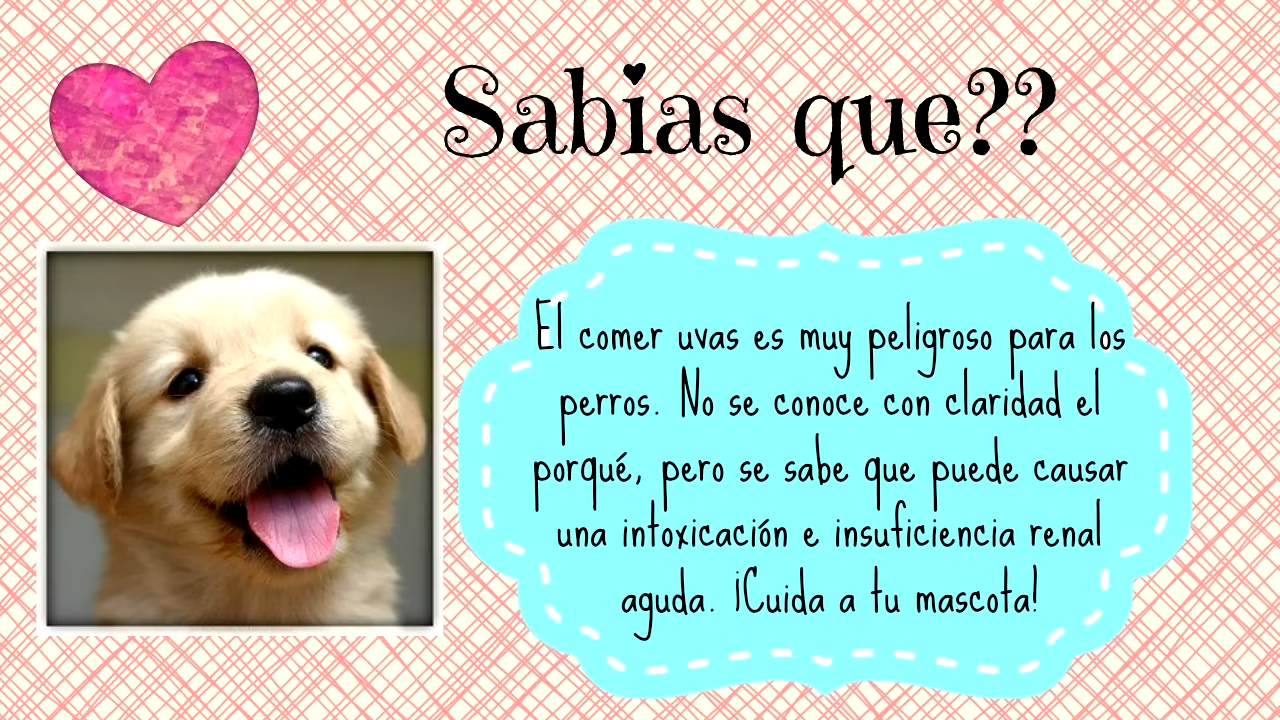 Sabias que??
El comer uvas es muy peligroso para los
perros. No se conoce con claridad el
porqué, pero se sabe que puede causar
una intoxicación e insuficiencia renal
aguda. ¡Cuida a tu mascota!